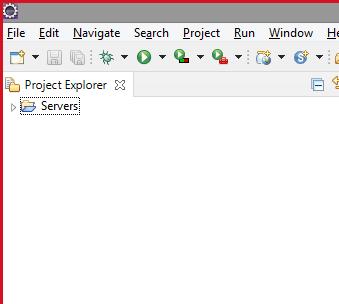 File Edit Navigate Search Project Run Window
Project Explorer
Servers